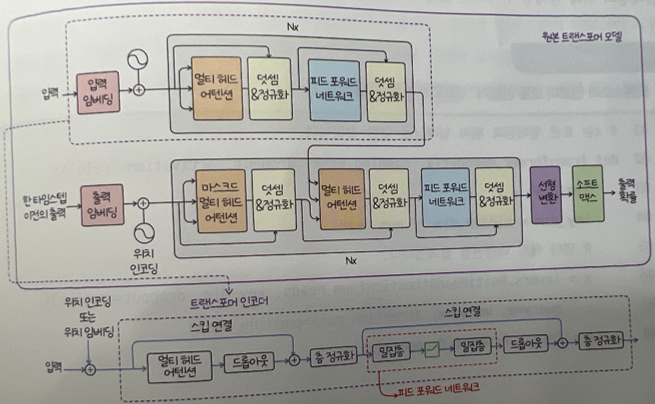 Nx
원본 트랜스포머 모델
입력
입력
임베딩
멀티 헤드
어텐션
덧셈
&정규화
피드 포워드
네트워크
덧셈
&정규화
한 타임스텝
이전의 출력
출력
임베딩
위치
인코딩
마스크드
멀티 헤드
어텐션
덧셈
&정규화
멀티 헤드
어텐션
덧셈
&정규화
피드 포워드
네트워크
덧셈
&정규화
선형
변환
소프트
맥스
출력
확률
Nx
위치 인코딩
또는
위치 임베딩
트랜스포머 인코더
스킵 연결
스킵 연결
입력
멀티 헤드
어텐션
드롭아웃
층 정규화
밀집층
밀집층
드롭아웃
층 정규화
피드 포워드 네트워크